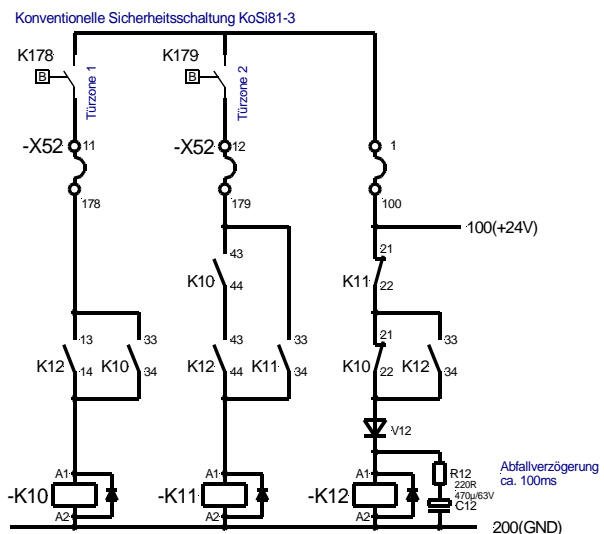 Konventionelle Sicherheitsschaltung KoSi81-3
K178
B
Türzone 1
K179
B
Türzone 2
-X52
11
-X52
12
1
178
179
100
100(+24V)
43
K10
44
21
K11
22
13
K12
14
33
K10
34
43
K12
44
33
K11
34
21
K10
22
33
K12
34
V12
A1
-K10
A2
A1
-K11
A2
A1
-K12
A2
R12
220R
470µ/63V
C12
Abfallverzögerung
ca. 100ms
200(GND)